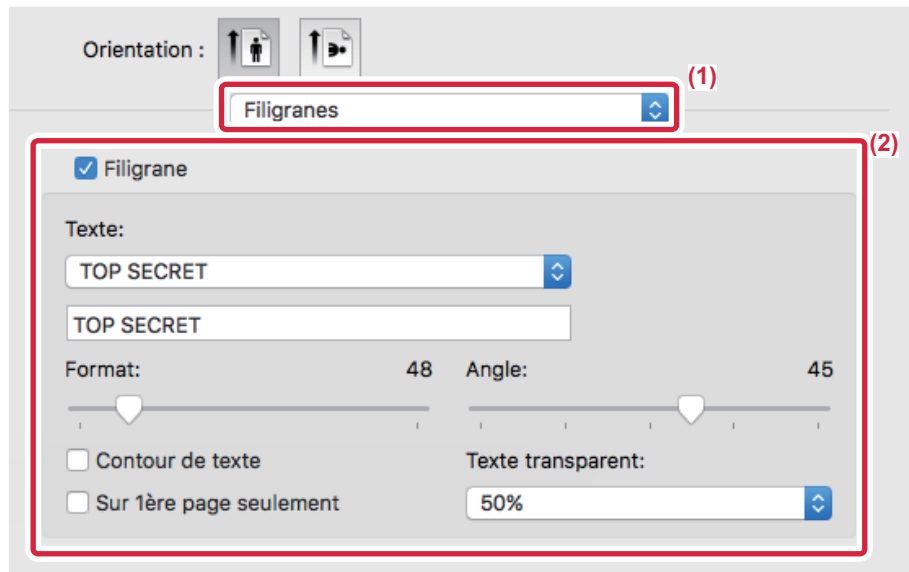 Orientation :
(1)
Filigranes
(2)
Filigrane
Texte:
TOP SECRET
TOP SECRET
Format: 48 Angle: 45
Contour de texte Texte transparent:
Sur 1ère page seulement 50%